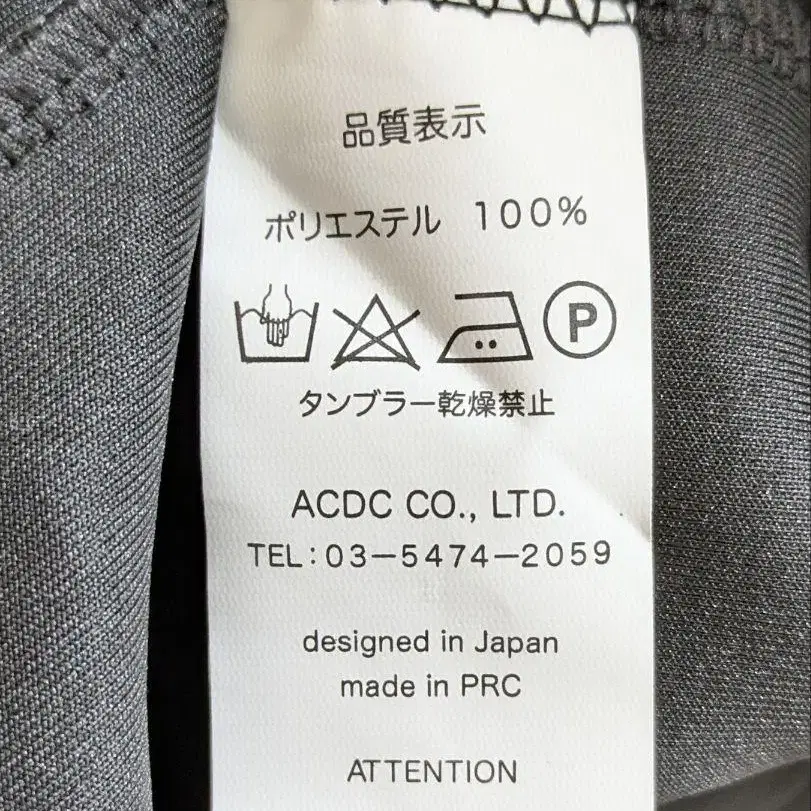 品質表示
ポリエステル 100%
P
タンブラー乾燥禁止
ACDC CO., LTD.
TEL:03-5474-2059
designed in Japan
made in PRC
ATTENTION